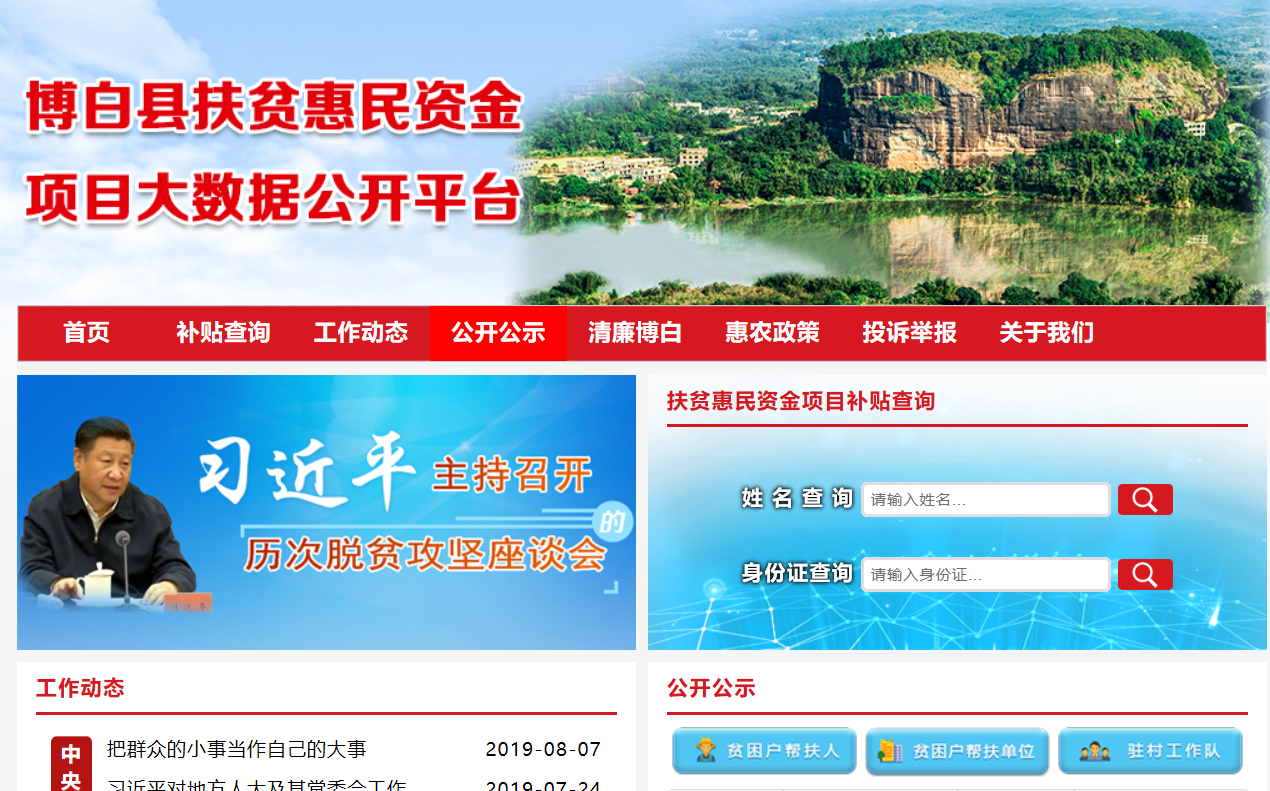 博白县扶贫惠民资金
项目大数据公开平台
首页 补贴查询 工作动态 公开公示 清廉博白 惠农政策 投诉举报 关于我们
习近平 主持召开
的
历次脱贫攻坚座谈会
扶贫惠民资金项目补贴查询
姓 名 查 询 请输入姓名...
身份证查询 请输入身份证...
工作动态
中央
把群众的小事当作自己的大事 2019-08-07
习近平对地方人大及其常委会工作 2019-07-24
公开公示
贫困户帮扶人 贫困户帮扶单位 驻村工作队